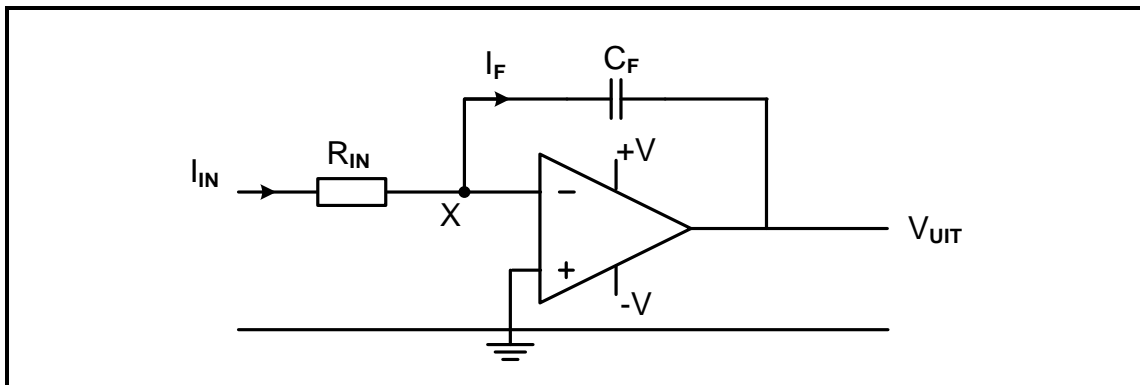 I_F
C_F
+V
R_IN
I_IN
−
X
V_UIT
+
-V